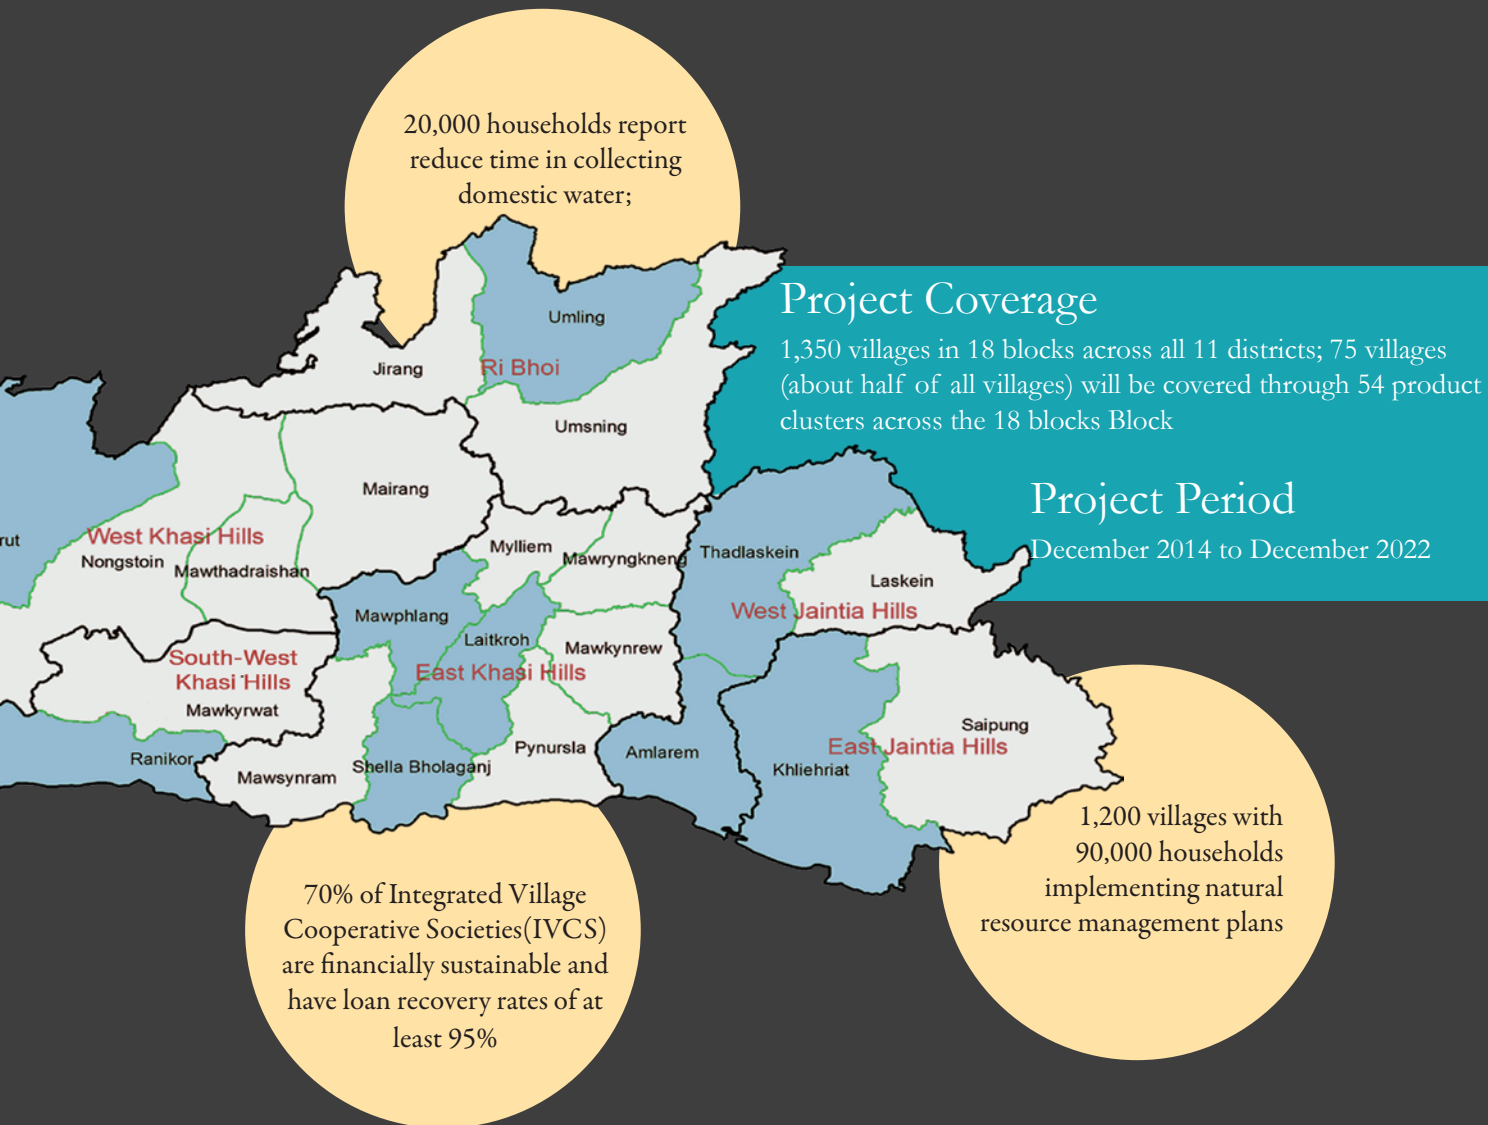 20,000 households report
reduce time in collecting
domestic water;
Project Coverage
1,350 villages in 18 blocks across all 11 districts; 75 villages
(about half of all villages) will be covered through 54 product
clusters across the 18 blocks Block
Project Period
December 2014 to December 2022
Umling
Jirang
Ri Bhoi
Umsning
Mairang
West Khasi Hills
rut
Nongstoin
Mawthadraishan
Mylliem
Mawryngkneng
Thadlaskein
Laskein
West Jaintia Hills
Mawphlang
Laitkroh
Mawkynrew
East Khasi Hills
South-West
Khasi Hills
Mawkyrwat
Ranikor
Mawsynram
Shella Bholaganj
Pynursla
Amlarem
Khliehriat
Saipung
East Jaintia Hills
70% of Integrated Village
Cooperative Societies(IVCS)
are financially sustainable and
have loan recovery rates of at
least 95%
1,200 villages with
90,000 households
implementing natural
resource management plans